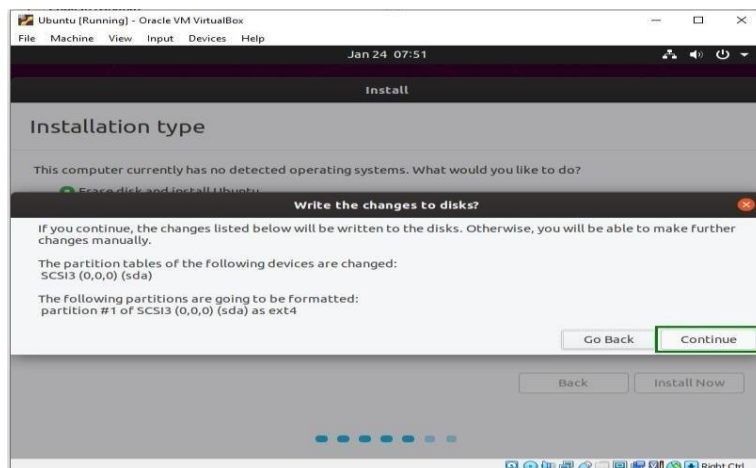 Ubuntu [Running] - Oracle VM VirtualBox
File Machine View Input Devices Help
Jan 24 07:51
Install
Installation type
This computer currently has no detected operating systems. What would you like to do?
Erase disk and install Ubuntu
Write the changes to disks?
If you continue, the changes listed below will be written to the disks. Otherwise, you will be able to make further
changes manually.
The partition tables of the following devices are changed:
SCSI3 (0,0,0) (sda)
The following partitions are going to be formatted:
partition #1 of SCSI3 (0,0,0) (sda) as ext4
Go Back Continue
Back Install Now
Right Ctrl